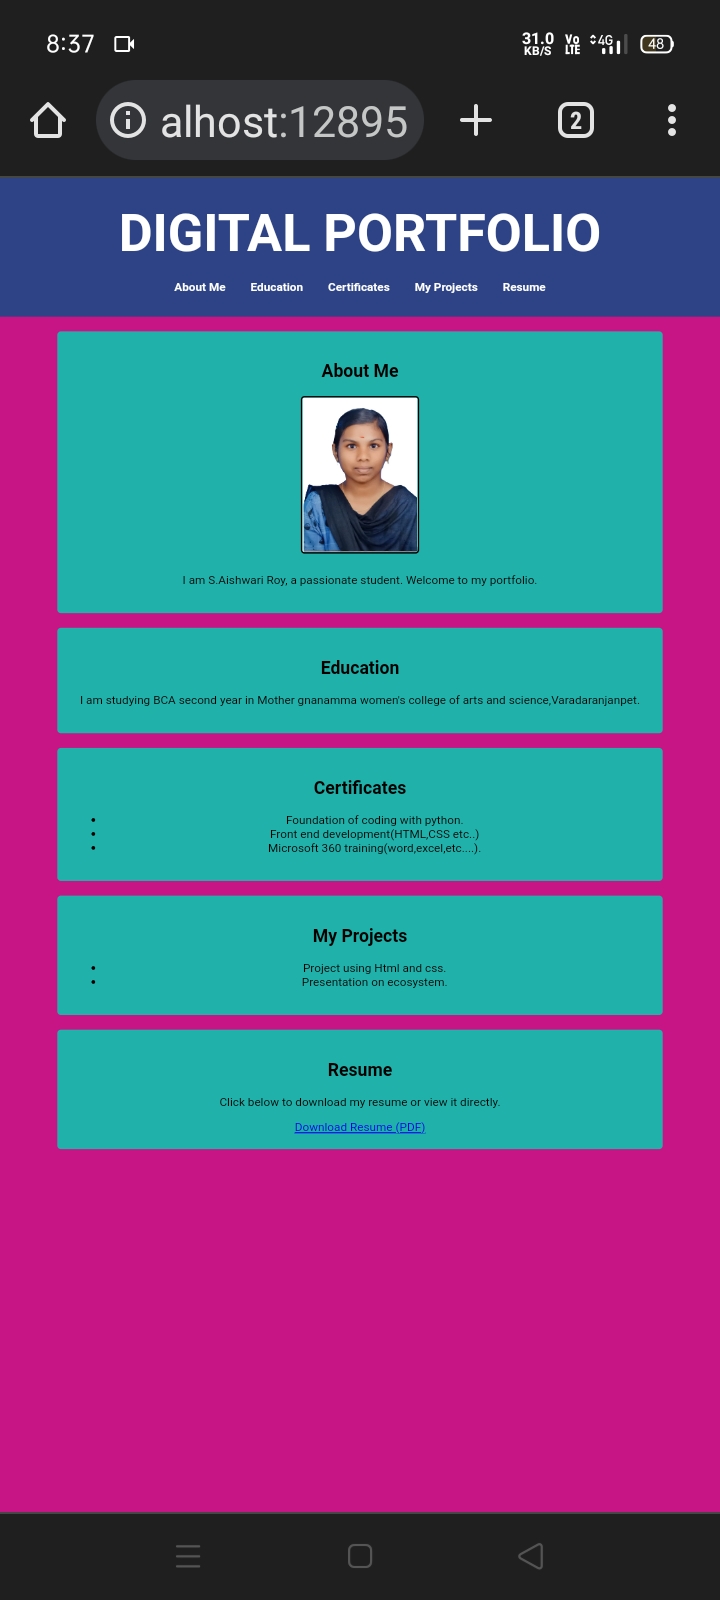 8:37
31.0 KB/S Vo LTE 4G 48
alhost:12895
2
DIGITAL PORTFOLIO
About Me Education Certificates My Projects Resume
About Me
I am S.Aishwari Roy, a passionate student. Welcome to my portfolio.
Education
I am studying BCA second year in Mother gnanamma women's college of arts and science,Varadaranjanpet.
Certificates
• Foundation of coding with python.
• Front end development(HTML,CSS etc..)
• Microsoft 360 training(word,excel,etc....).
My Projects
• Project using Html and css.
• Presentation on ecosystem.
Resume
Click below to download my resume or view it directly.
Download Resume (PDF)